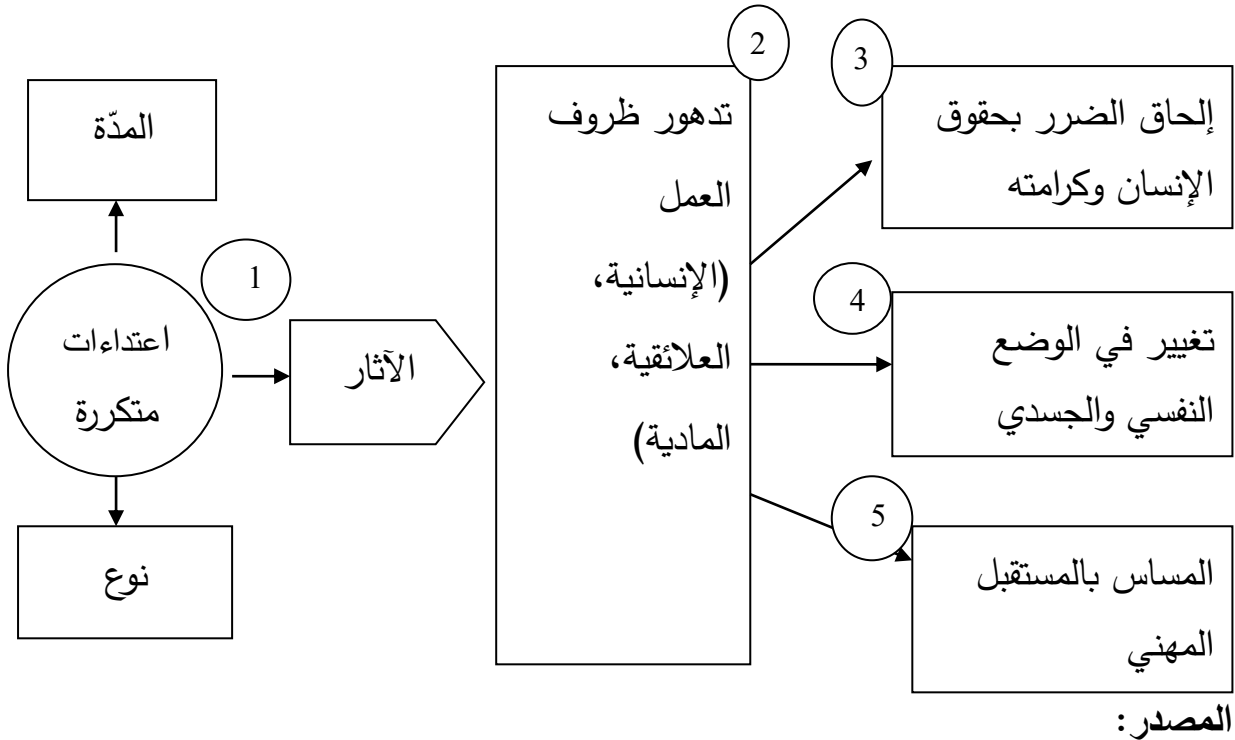 المدّة
1
اعتداءات
متكررة
نوع
الآثار
2
تدهور ظروف
العمل
(الإنسانية،
العلائقية،
المادية)
3
إلحاق الضرر بحقوق
الإنسان وكرامته
4
تغيير في الوضع
النفسي والجسدي
5
المساس بالمستقبل
المهني
المصدر: